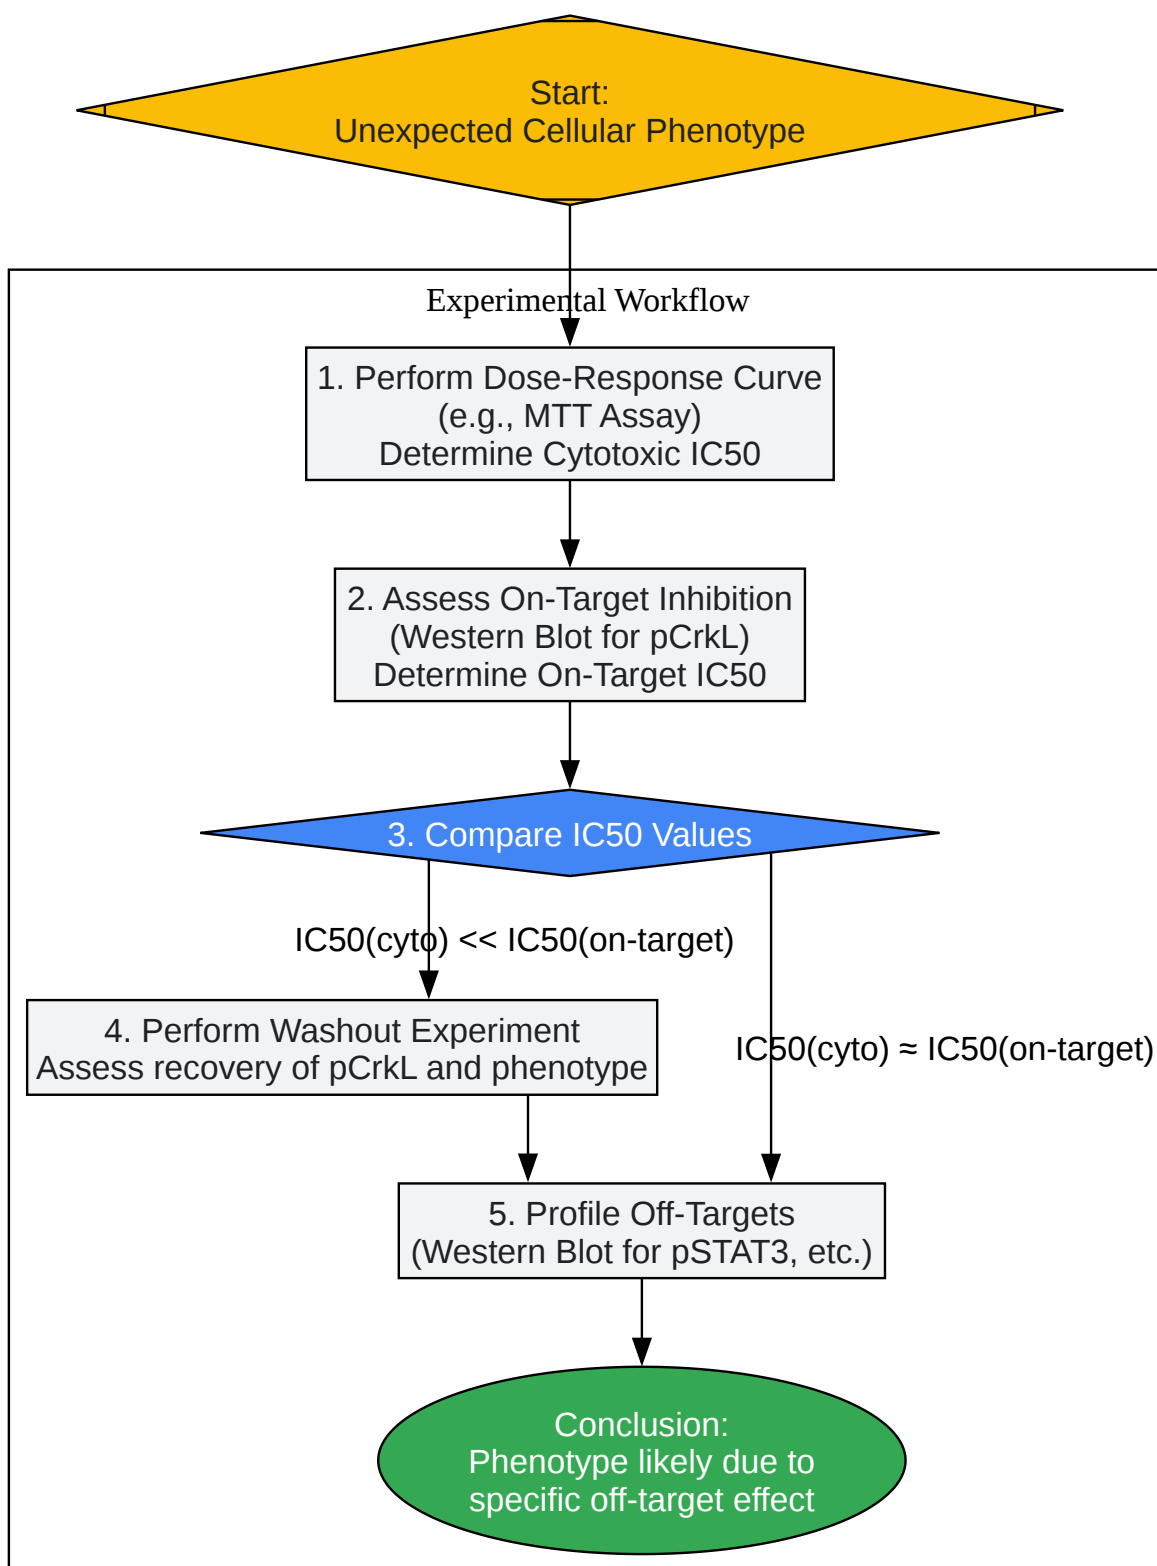 Start:
Unexpected Cellular Phenotype
Experimental Workflow
1. Perform Dose-Response Curve
(e.g., MTT Assay)
Determine Cytotoxic IC50
2. Assess On-Target Inhibition
(Western Blot for pCrkL)
Determine On-Target IC50
3. Compare IC50 Values
IC50(cyto) << IC50(on-target)
4. Perform Washout Experiment
Assess recovery of pCrkL and phenotype
IC50(cyto) ≈ IC50(on-target)
5. Profile Off-Targets
(Western Blot for pSTAT3, etc.)
Conclusion:
Phenotype likely due to
specific off-target effect